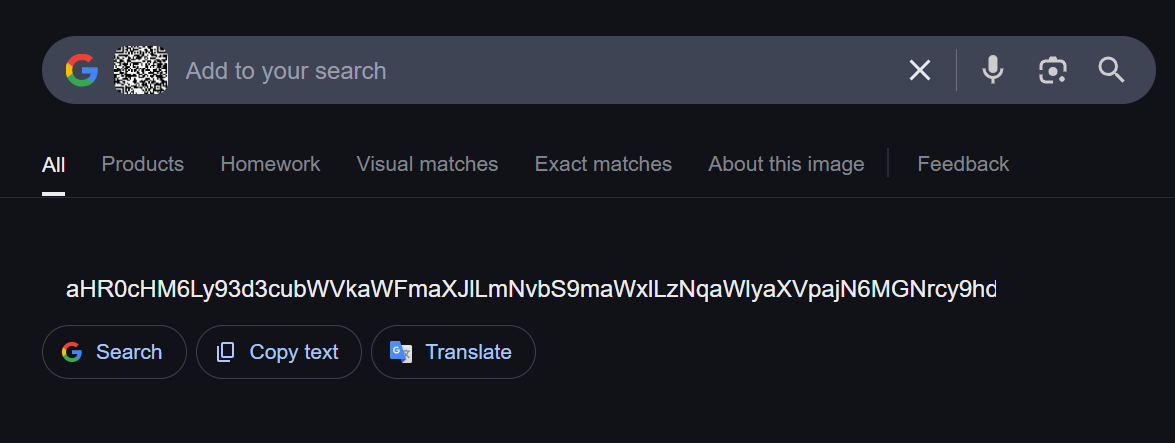 Add to your search
All
Products
Homework
Visual matches
Exact matches
About this image
Feedback
aHR0cHM6Ly93d3cubWVkaWFmaXJlLmNvbS9maWxlLzNqaWlyaXVpajN6MGNrcy9hd
Search
Copy text
Translate